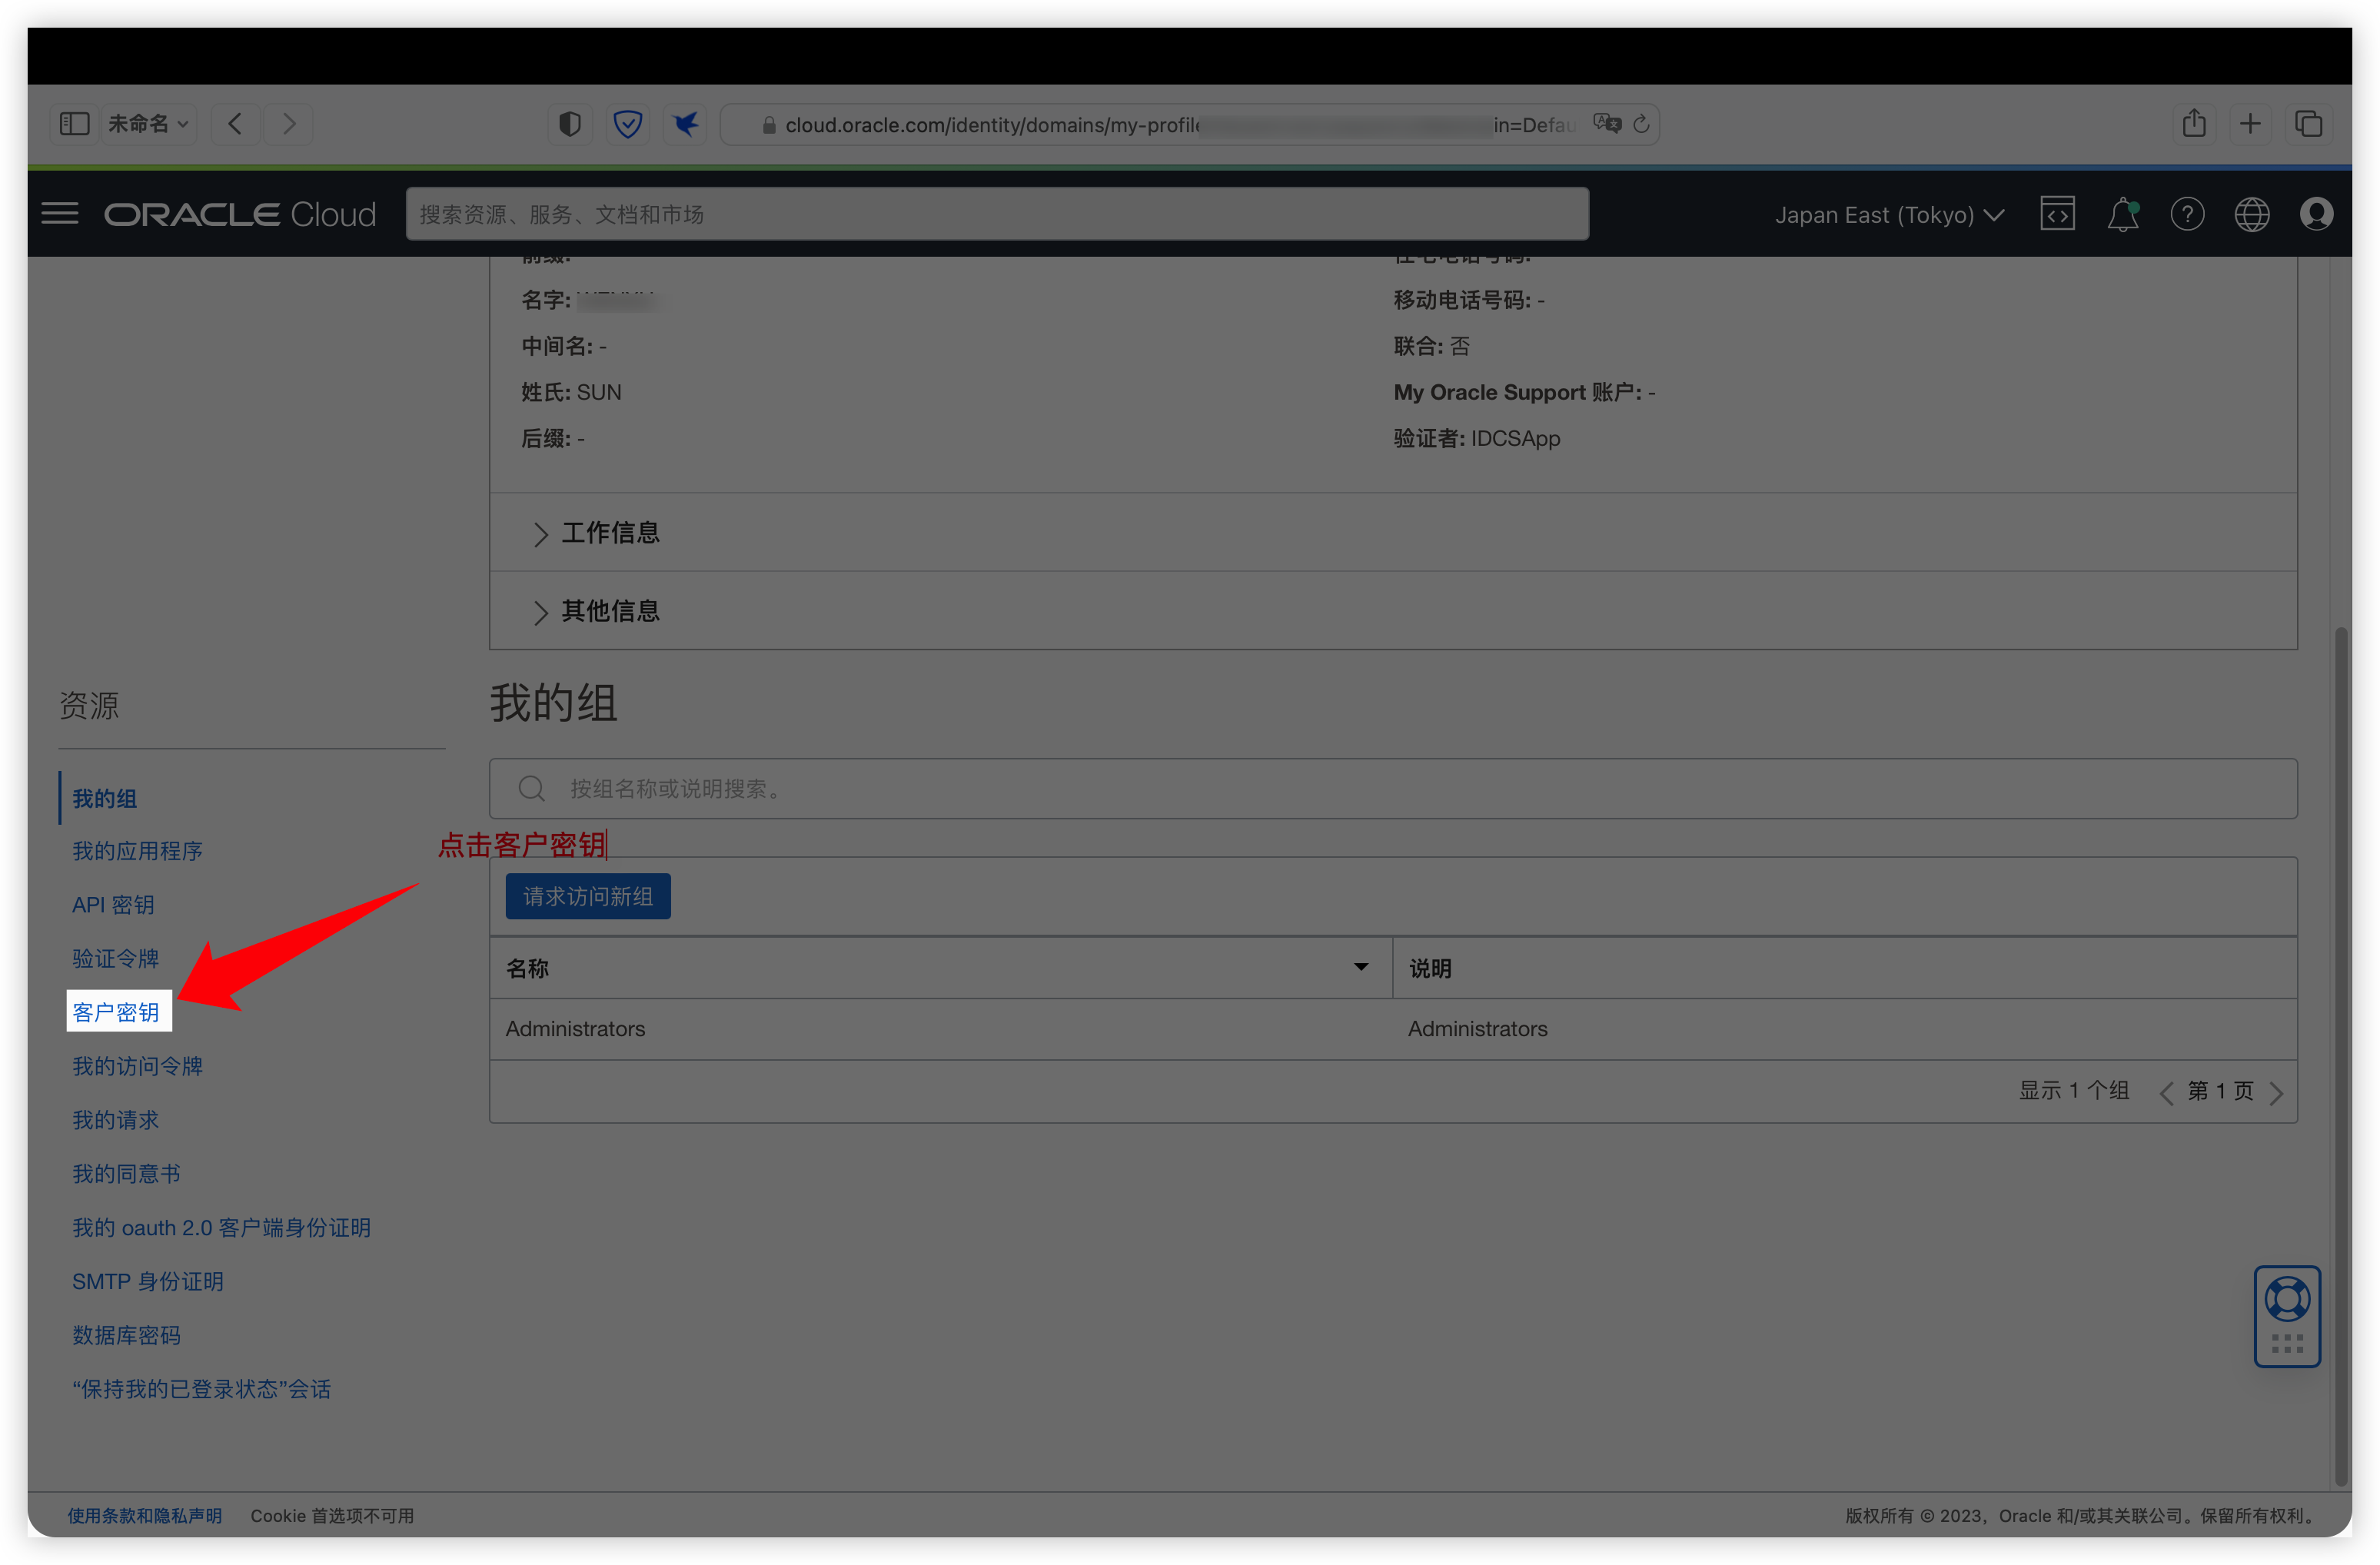 未命名
cloud.oracle.com/identity/domains/my-profile
in=Defau
ORACLE Cloud
搜索资源、服务、文档和市场
Japan East (Tokyo)
前缀:
住宅电话号码:
名字:
移动电话号码: -
中间名: -
联合: 否
姓氏: SUN
My Oracle Support 账户: -
后缀: -
验证者: IDCSApp
工作信息
其他信息
资源
我的组
我的应用程序
API 密钥
验证令牌
客户密钥
我的访问令牌
我的请求
我的同意书
我的 oauth 2.0 客户端身份证明
SMTP 身份证明
数据库密码
“保持我的已登录状态”会话
我的组
按组名称或说明搜索。
点击客户密钥
请求访问新组
名称
说明
Administrators
Administrators
显示 1 个组
第 1 页
使用条款和隐私声明
Cookie 首选项不可用
版权所有 © 2023，Oracle 和/或其关联公司。保留所有权利。